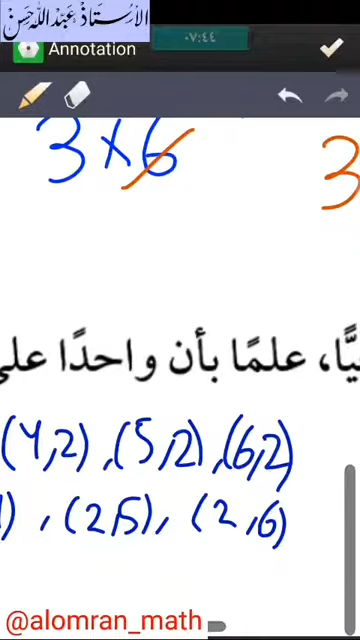 الأستاذ عبدالله حسن
٠٧:٤٤
Annotation
3 × 6
3
يًّا، علمًا بأن واحدًا على
(4,2) ,(5,2) ,(6,2)
) , (2,5) , (2,6)
@alomran_math